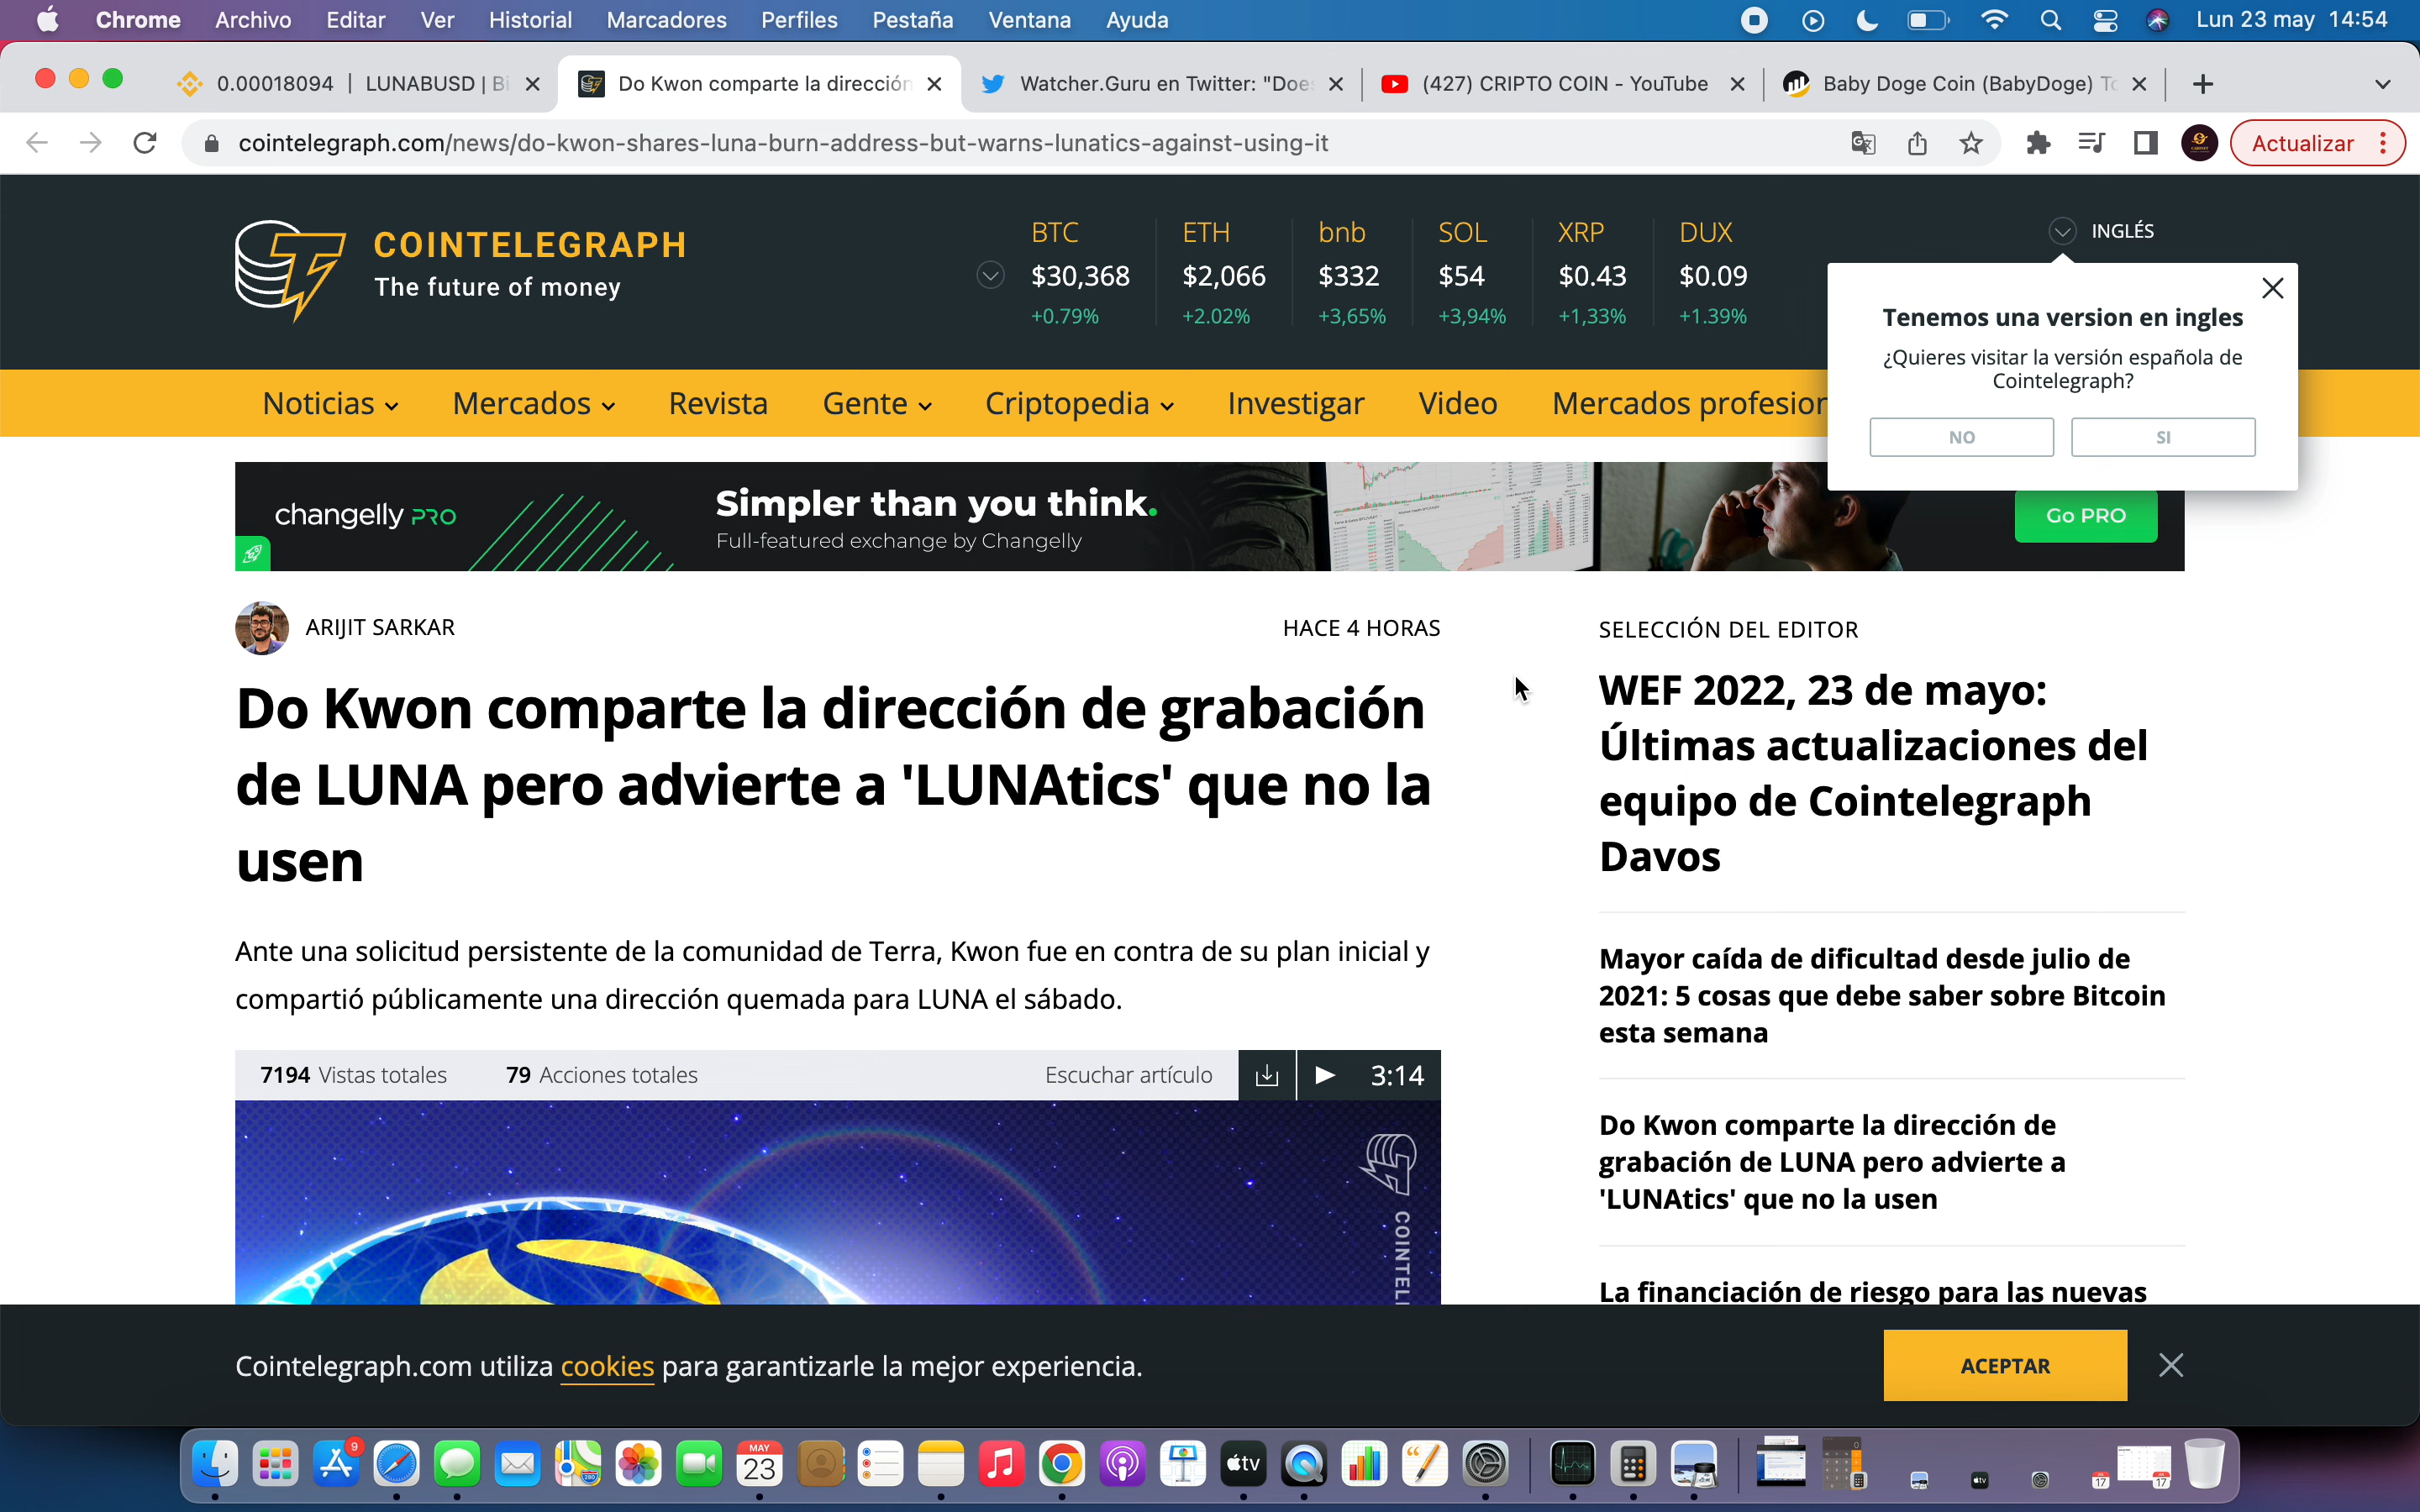 Chrome Archivo Editar Ver Historial Marcadores Perfiles Pestaña Ventana Ayuda Lun 23 may 14:54
0.00018094 | LUNABUSD | Bi Do Kwon comparte la dirección Watcher.Guru en Twitter: "Does (427) CRIPTO COIN - YouTube Baby Doge Coin (BabyDoge) To
cointelegraph.com/news/do-kwon-shares-luna-burn-address-but-warns-lunatics-against-using-it Actualizar
COINTELEGRAPH
The future of money
BTC ETH bnb SOL XRP DUX
$30,368 $2,066 $332 $54 $0.43 $0.09
+0.79% +2.02% +3,65% +3,94% +1,33% +1.39%
INGLÉS
Tenemos una version en ingles
¿Quieres visitar la versión española de
Cointelegraph?
NO SI
Noticias Mercados Revista Gente Criptopedia Investigar Video Mercados profesion
changelly PRO
Simpler than you think.
Full-featured exchange by Changelly
Go PRO
ARIJIT SARKAR HACE 4 HORAS
Do Kwon comparte la dirección de grabación
de LUNA pero advierte a 'LUNAtics' que no la
usen
Ante una solicitud persistente de la comunidad de Terra, Kwon fue en contra de su plan inicial y
compartió públicamente una dirección quemada para LUNA el sábado.
7194 Vistas totales 79 Acciones totales Escuchar artículo 3:14
COINTELE
SELECCIÓN DEL EDITOR
WEF 2022, 23 de mayo:
Últimas actualizaciones del
equipo de Cointelegraph
Davos
Mayor caída de dificultad desde julio de
2021: 5 cosas que debe saber sobre Bitcoin
esta semana
Do Kwon comparte la dirección de
grabación de LUNA pero advierte a
'LUNAtics' que no la usen
La financiación de riesgo para las nuevas
Cointelegraph.com utiliza cookies para garantizarle la mejor experiencia.
ACEPTAR
9
MAY
23
tv
17
17